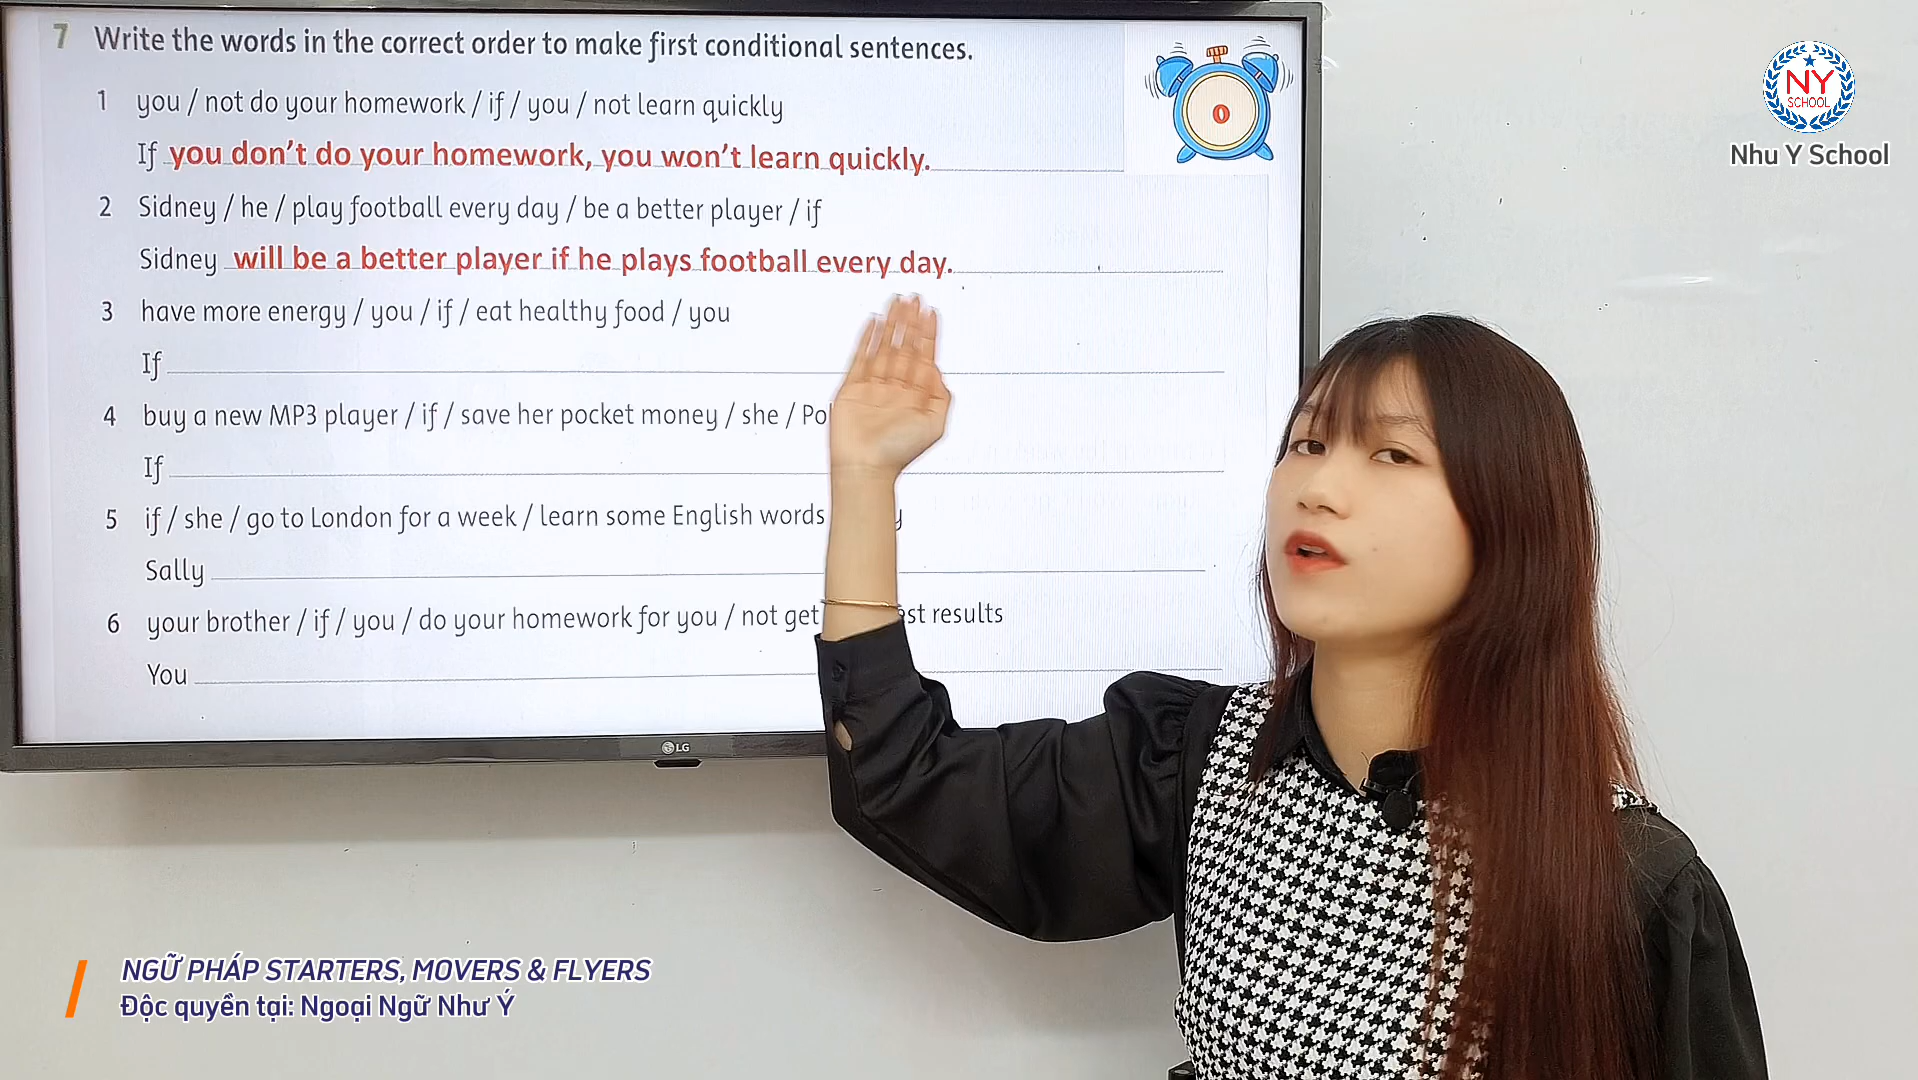 7 Write the words in the correct order to make first conditional sentences.
1 you / not do your homework / if / you / not learn quickly
If you don't do your homework, you won't learn quickly.
2 Sidney / he / play football every day / be a better player / if
Sidney will be a better player if he plays football every day.
3 have more energy / you / if / eat healthy food / you
If
4 buy a new MP3 player / if / save her pocket money / she /
If
5 if / she / go to London for a week / learn some English words
Sally
6 your brother / if / you / do your homework for you / not get results
You
0
LG
NY
SCHOOL
Nhu Y School
NGỮ PHÁP STARTERS, MOVERS & FLYERS
Độc quyền tại: Ngoại Ngữ Như Ý